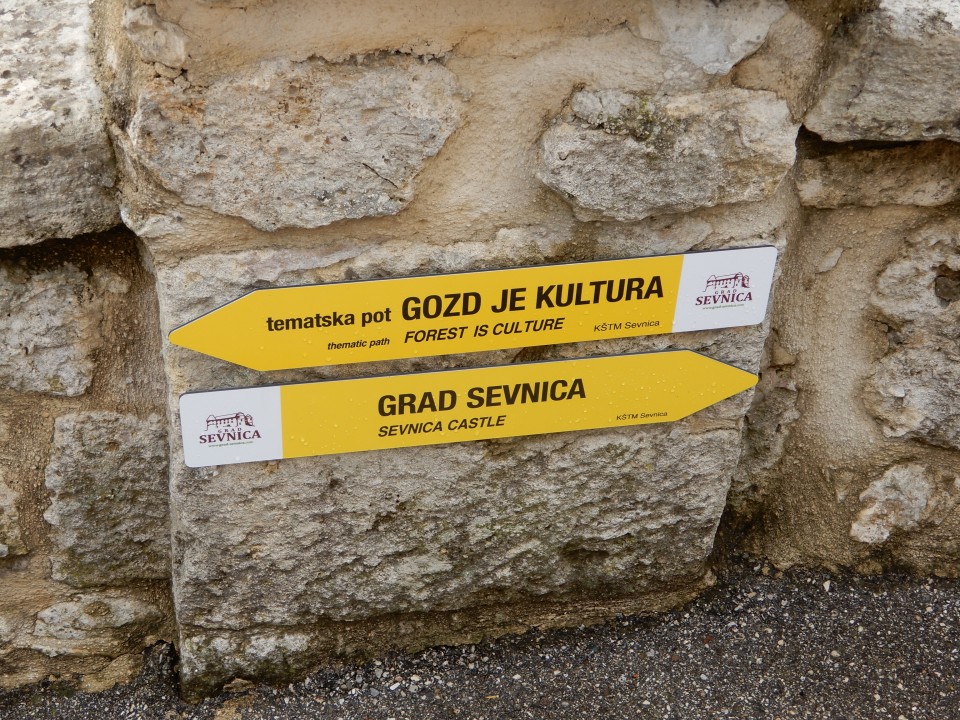 tematska pot GOZD JE KULTURA
thematic path FOREST IS CULTURE
KŠTM Sevnica
GRAD
SEVNICA
GRAD SEVNICA
SEVNICA CASTLE
KŠTM Sevnica
GRAD
SEVNICA